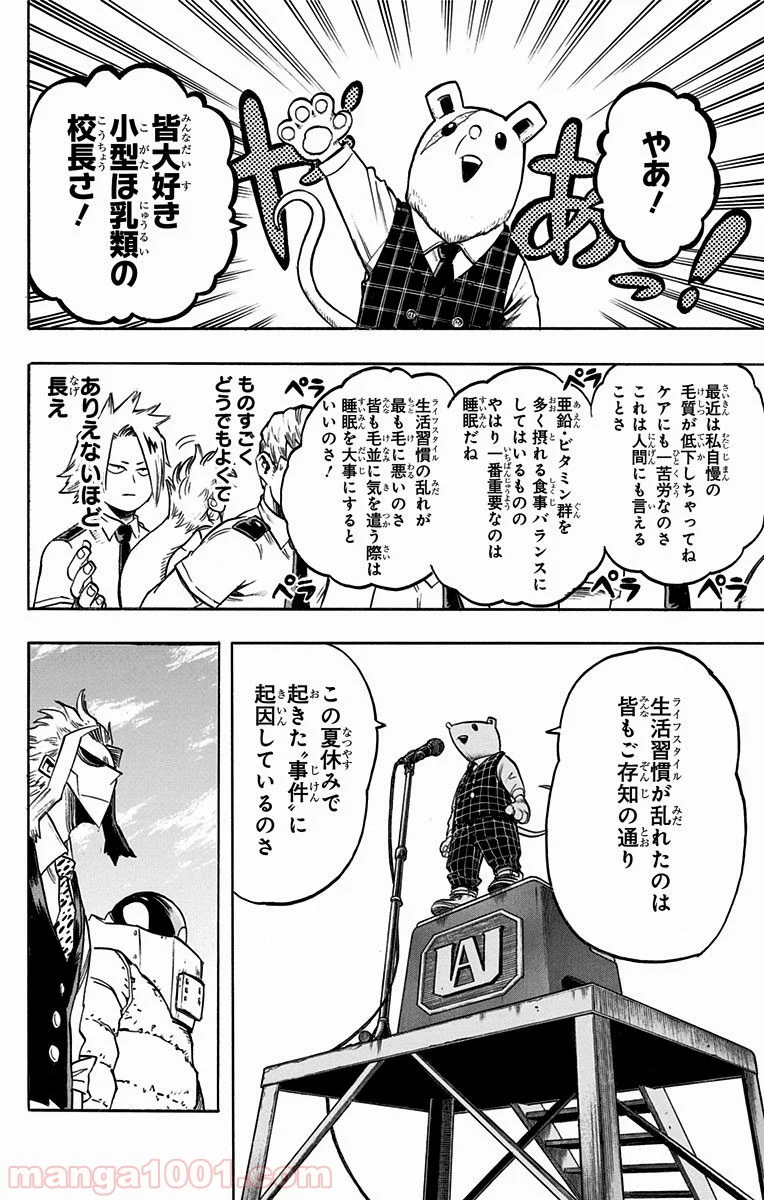 やあ!
やあっ!
皆大好き
小型ほ乳類の
校長さ!
最近は私自慢の
毛質が低下しちゃってね
ケアにも一苦労なのさ
これは人間にも言える
ことさ
亜鉛・ビタミン群を
多く摂れる食事バランスに
してはいるものの
やはり一番重要なのは
睡眠だね
生活習慣の乱れが
最も毛に悪いのさ
皆も毛並に気を遣う際は
睡眠を大事にすると
いいのさ!
ペラ
ペラ
ペラ
ペラ
ものすごく
どうでもよくて
ありえないほど
長え
生活習慣が乱れたのは
皆もご存知の通り
この夏休みで
起きた〝事件〟に
起因しているのさ
UA
manga1001.com